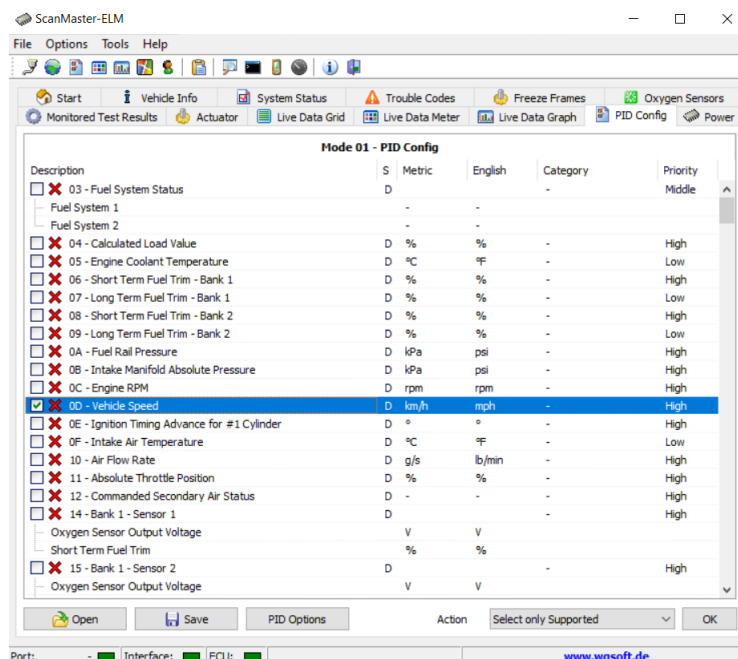 ScanMaster-ELM
File Options Tools Help
Start Vehicle Info System Status Trouble Codes Freeze Frames Oxygen Sensors
Monitored Test Results Actuator Live Data Grid Live Data Meter Live Data Graph PID Config Power
Mode 01 - PID Config
Description S Metric English Category Priority
03 - Fuel System Status D - Middle
Fuel System 1 - -
Fuel System 2 - -
04 - Calculated Load Value D % % - High
05 - Engine Coolant Temperature D ºC ºF - Low
06 - Short Term Fuel Trim - Bank 1 D % % - High
07 - Long Term Fuel Trim - Bank 1 D % % - Low
08 - Short Term Fuel Trim - Bank 2 D % % - High
09 - Long Term Fuel Trim - Bank 2 D % % - Low
0A - Fuel Rail Pressure D kPa psi - High
0B - Intake Manifold Absolute Pressure D kPa psi - High
0C - Engine RPM D rpm rpm - High
0D - Vehicle Speed D km/h mph - High
0E - Ignition Timing Advance for #1 Cylinder D º º - High
0F - Intake Air Temperature D ºC ºF - Low
10 - Air Flow Rate D g/s lb/min - High
11 - Absolute Throttle Position D % % - High
12 - Commanded Secondary Air Status D - - - High
14 - Bank 1 - Sensor 1 D - High
Oxygen Sensor Output Voltage V V
Short Term Fuel Trim % %
15 - Bank 1 - Sensor 2 D - High
Oxygen Sensor Output Voltage V V
Open Save PID Options Action Select only Supported OK
Port: - Interface: ECU: www.wgsoft.de